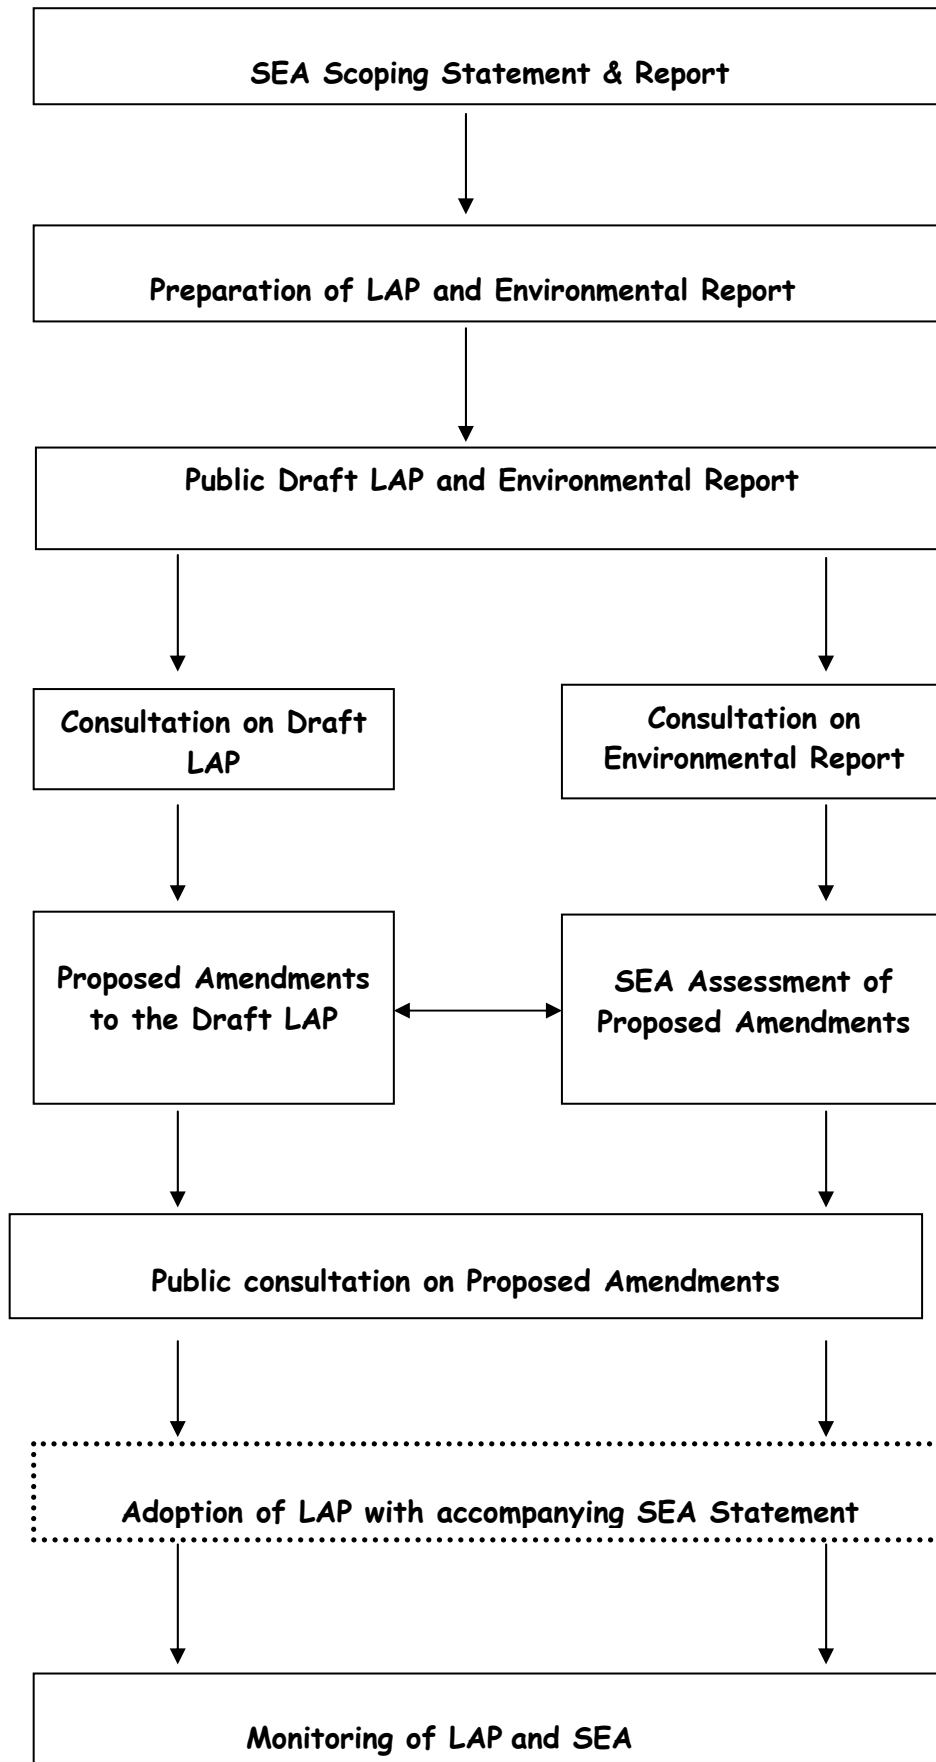 SEA Scoping Statement & Report
Preparation of LAP and Environmental Report
Public Draft LAP and Environmental Report
Consultation on Draft
LAP
Consultation on
Environmental Report
Proposed Amendments
to the Draft LAP
SEA Assessment of
Proposed Amendments
Public consultation on Proposed Amendments
Adoption of LAP with accompanying SEA Statement
Monitoring of LAP and SEA